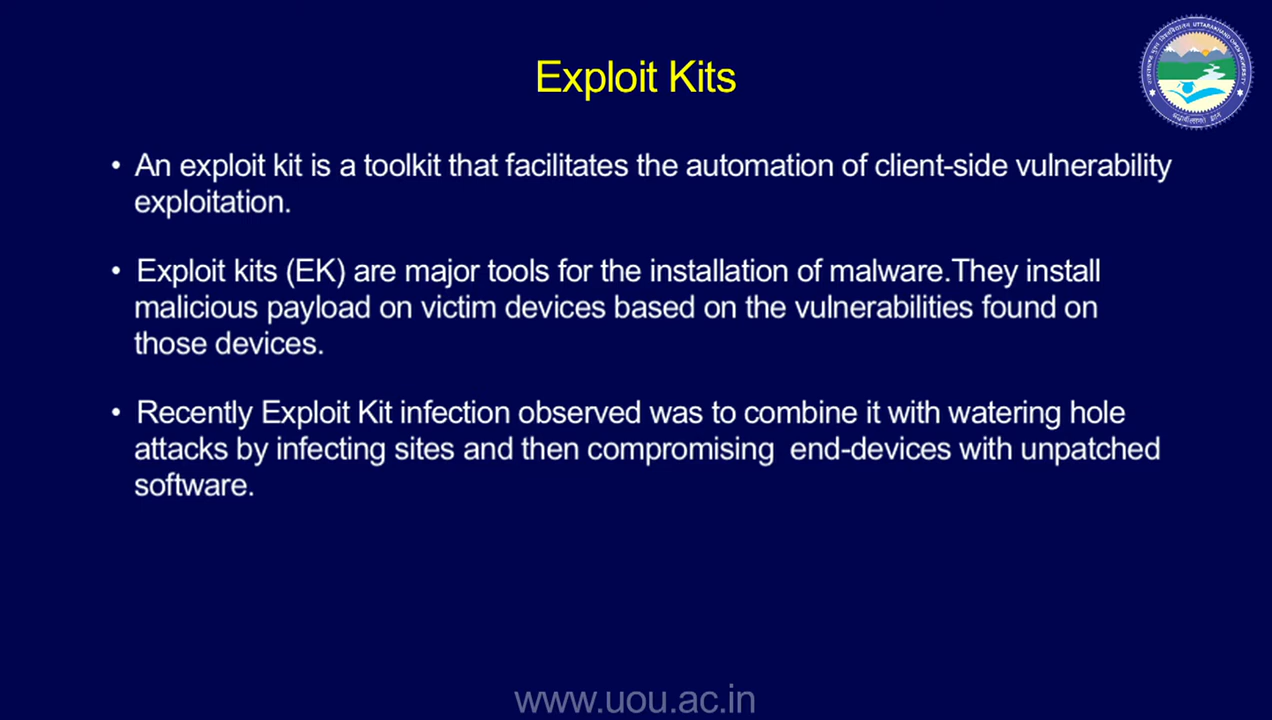 Exploit Kits
• An exploit kit is a toolkit that facilitates the automation of client-side vulnerability
exploitation.
• Exploit kits (EK) are major tools for the installation of malware.They install
malicious payload on victim devices based on the vulnerabilities found on
those devices.
• Recently Exploit Kit infection observed was to combine it with watering hole
attacks by infecting sites and then compromising end-devices with unpatched
software.
www.uou.ac.in
UTTARAKHAND OPEN UNIVERSITY